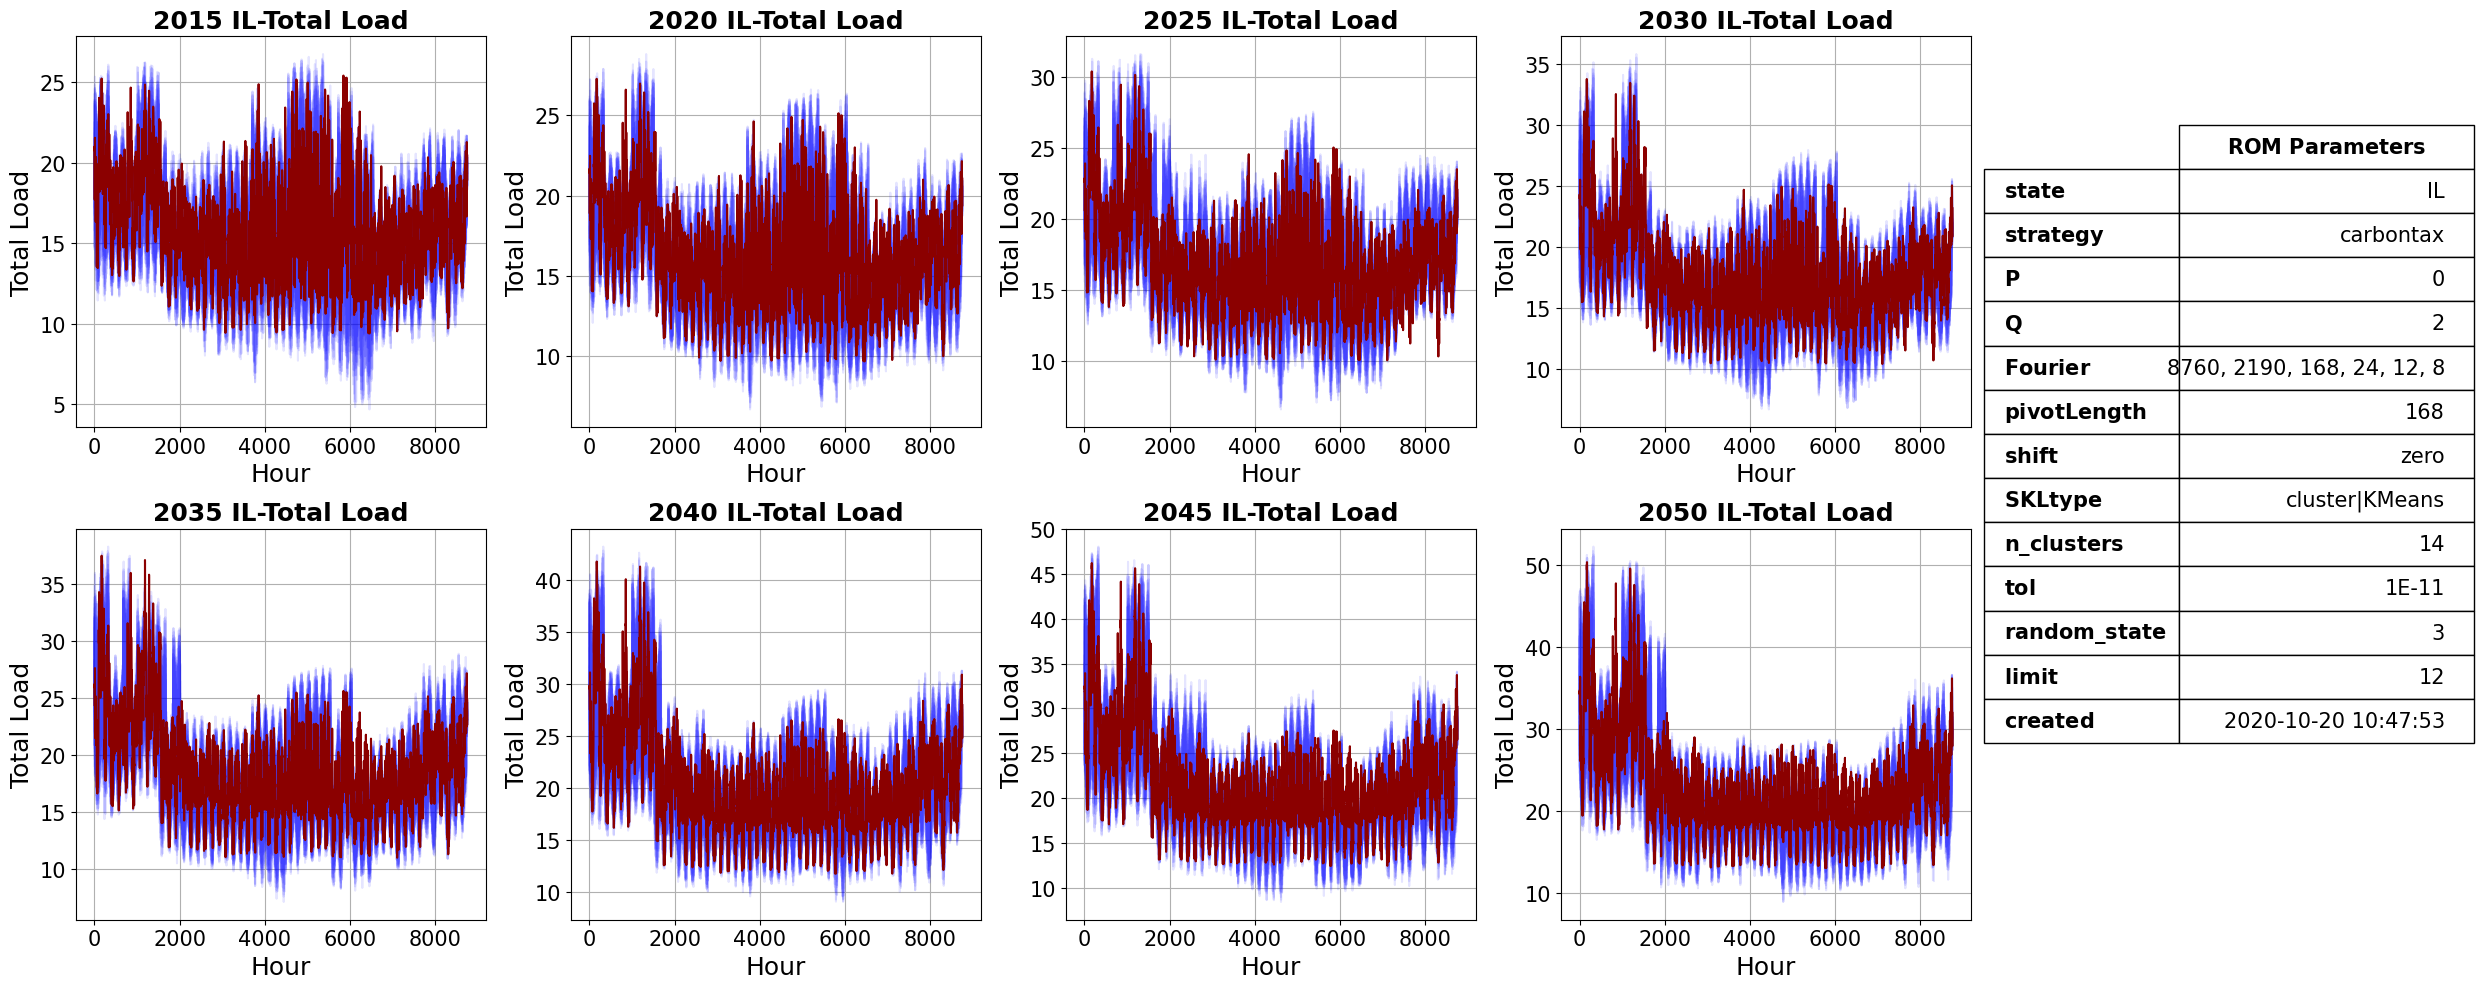 2015 IL-Total Load
Total Load
25
20
15
10
5
0 2000 4000 6000 8000
Hour
2020 IL-Total Load
Total Load
25
20
15
10
0 2000 4000 6000 8000
Hour
2025 IL-Total Load
Total Load
30
25
20
15
10
0 2000 4000 6000 8000
Hour
2030 IL-Total Load
Total Load
35
30
25
20
15
10
0 2000 4000 6000 8000
Hour
2035 IL-Total Load
Total Load
35
30
25
20
15
10
0 2000 4000 6000 8000
Hour
2040 IL-Total Load
Total Load
40
35
30
25
20
15
10
0 2000 4000 6000 8000
Hour
2045 IL-Total Load
Total Load
50
45
40
35
30
25
20
15
10
0 2000 4000 6000 8000
Hour
2050 IL-Total Load
Total Load
50
40
30
20
10
0 2000 4000 6000 8000
Hour
ROM Parameters
state IL
strategy carbontax
P 0
Q 2
Fourier 8760, 2190, 168, 24, 12, 8
pivotLength 168
shift zero
SKLtype cluster|KMeans
n_clusters 14
tol 1E-11
random_state 3
limit 12
created 2020-10-20 10:47:53